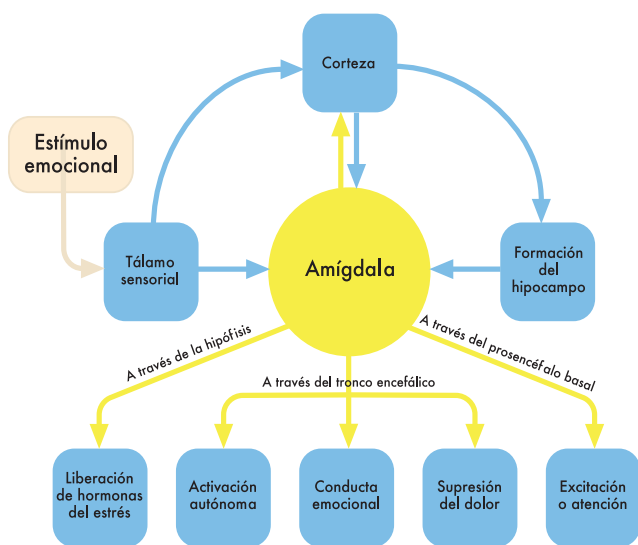 Corteza
Estímulo
emocional
Tálamo
sensorial
Amígdala
Formación
del
hipocampo
A través de la hipófisis
A través del tronco encefálico
A través del prosencéfalo basal
Liberación
de hormonas
del estrés
Activación
autónoma
Conducta
emocional
Supresión
del dolor
Excitación
o atención